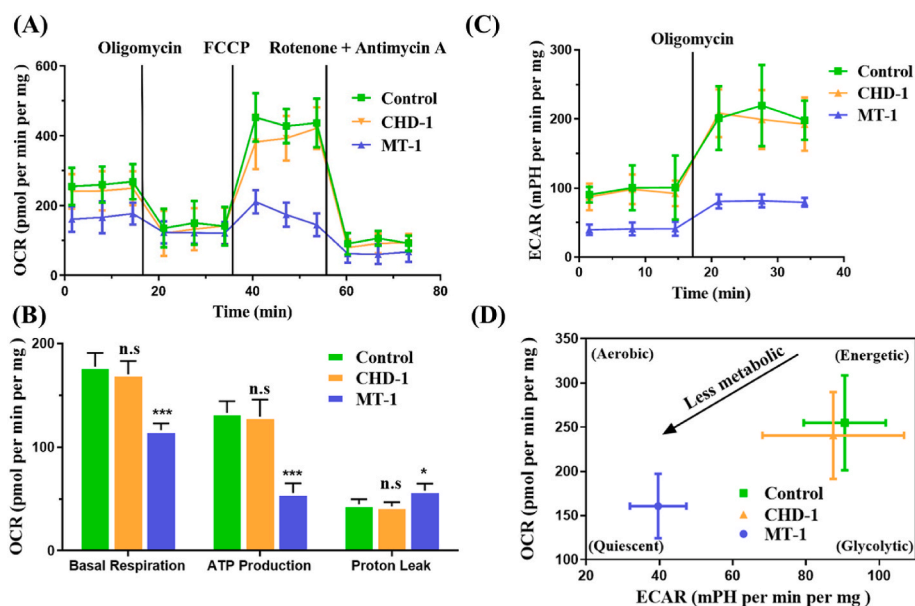 (A)
Oligomycin FCCP Rotenone + Antimycin A
OCR (pmol per min per mg)
600
400
200
0
Control
CHD-1
MT-1
0 20 40 60 80
Time (min)
(C)
Oligomycin
ECAR (mPH per min per mg)
300
200
100
0
Control
CHD-1
MT-1
0 10 20 30 40
Time (min)
(B)
OCR (pmol per min per mg)
200
100
0
n.s
***
n.s
***
n.s
*
Control
CHD-1
MT-1
Basal Respiration ATP Production Proton Leak
(D)
OCR (pmol per min per mg)
350
300
250
200
150
100
(Aerobic) (Energetic)
Less metabolic
Control
CHD-1
MT-1
(Quiescent) (Glycolytic)
20 40 60 80 100
ECAR (mPH per min per mg)